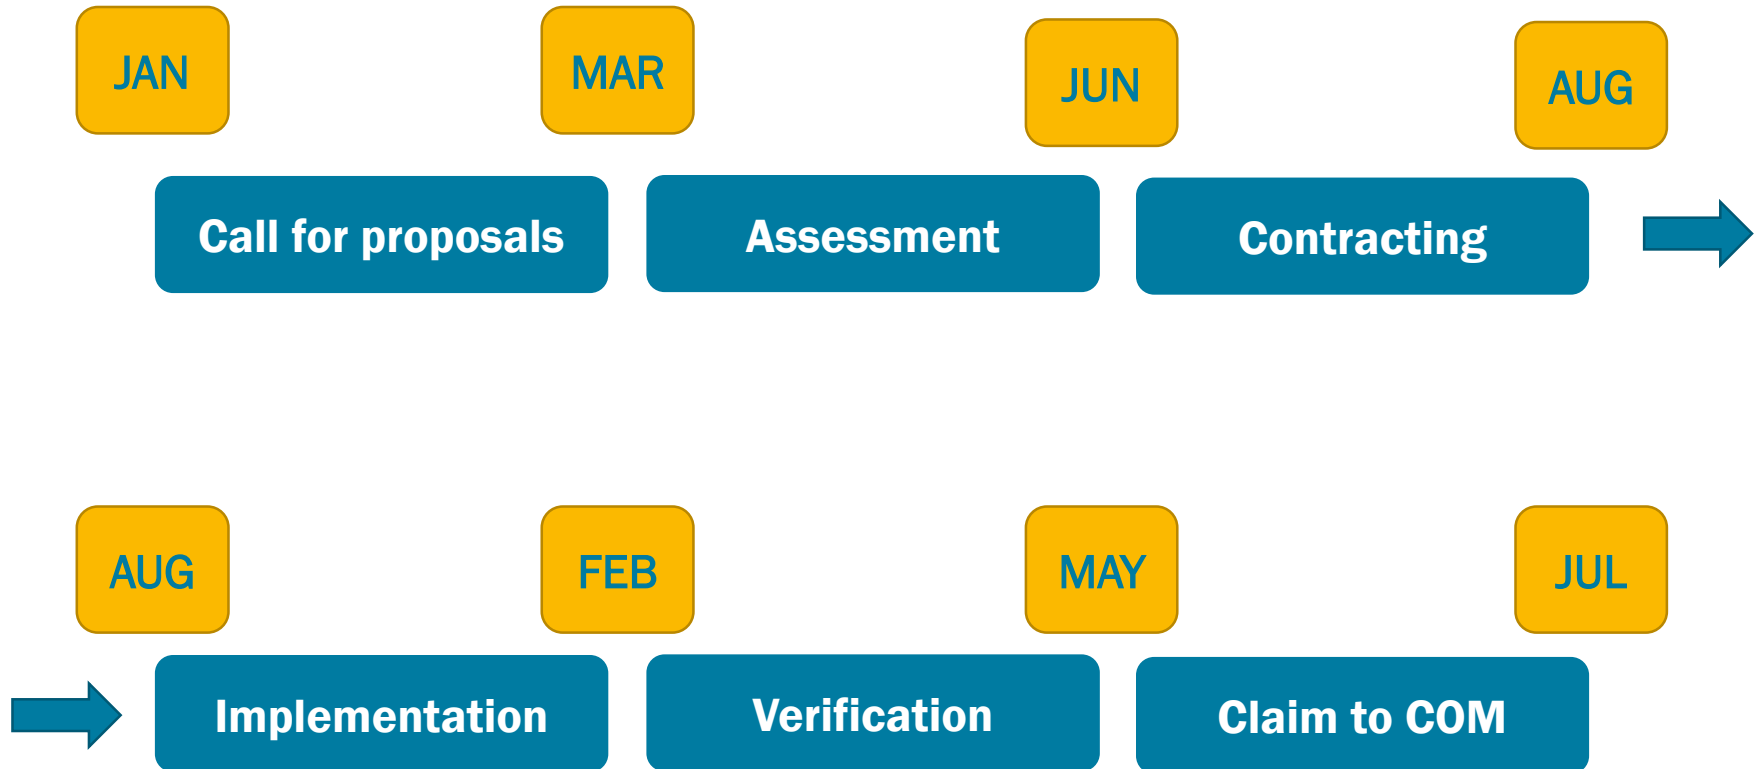 JAN
MAR
JUN
AUG
Call for proposals
Assessment
Contracting
AUG
FEB
MAY
JUL
Implementation
Verification
Claim to COM